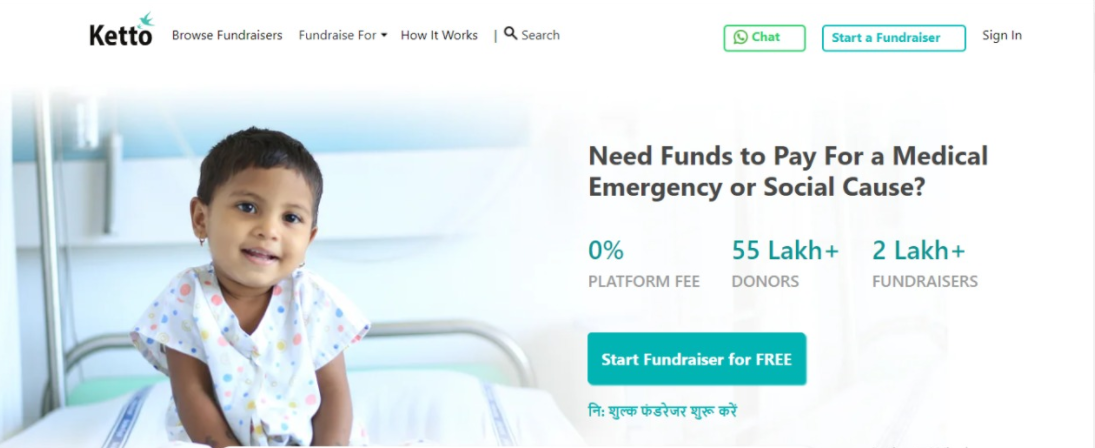 Ketto
Browse Fundraisers
Fundraise For
How It Works
|
Search
Chat
Start a Fundraiser
Sign In
Need Funds to Pay For a Medical
Emergency or Social Cause?
0%
55 Lakh+
2 Lakh+
PLATFORM FEE
DONORS
FUNDRAISERS
Start Fundraiser for FREE
नि: शुल्क फंडरेजर शुरू करें